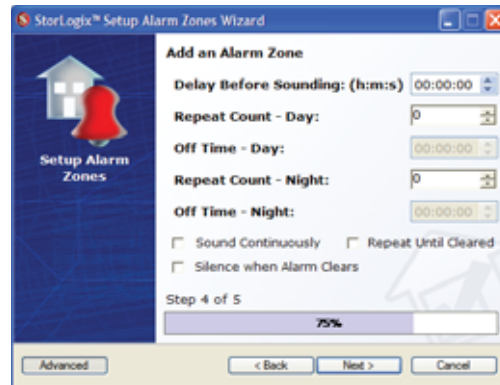 StorLogix™ Setup Alarm Zones Wizard
Add an Alarm Zone
Delay Before Sounding: (h:m:s) 00:00:00
Repeat Count - Day: 0
Off Time - Day: 00:00:00
Repeat Count - Night: 0
Off Time - Night: 00:00:00
Sound Continuously Repeat Until Cleared
Silence when Alarm Clears
Setup Alarm
Zones
Step 4 of 5
75%
Advanced < Back Next > Cancel